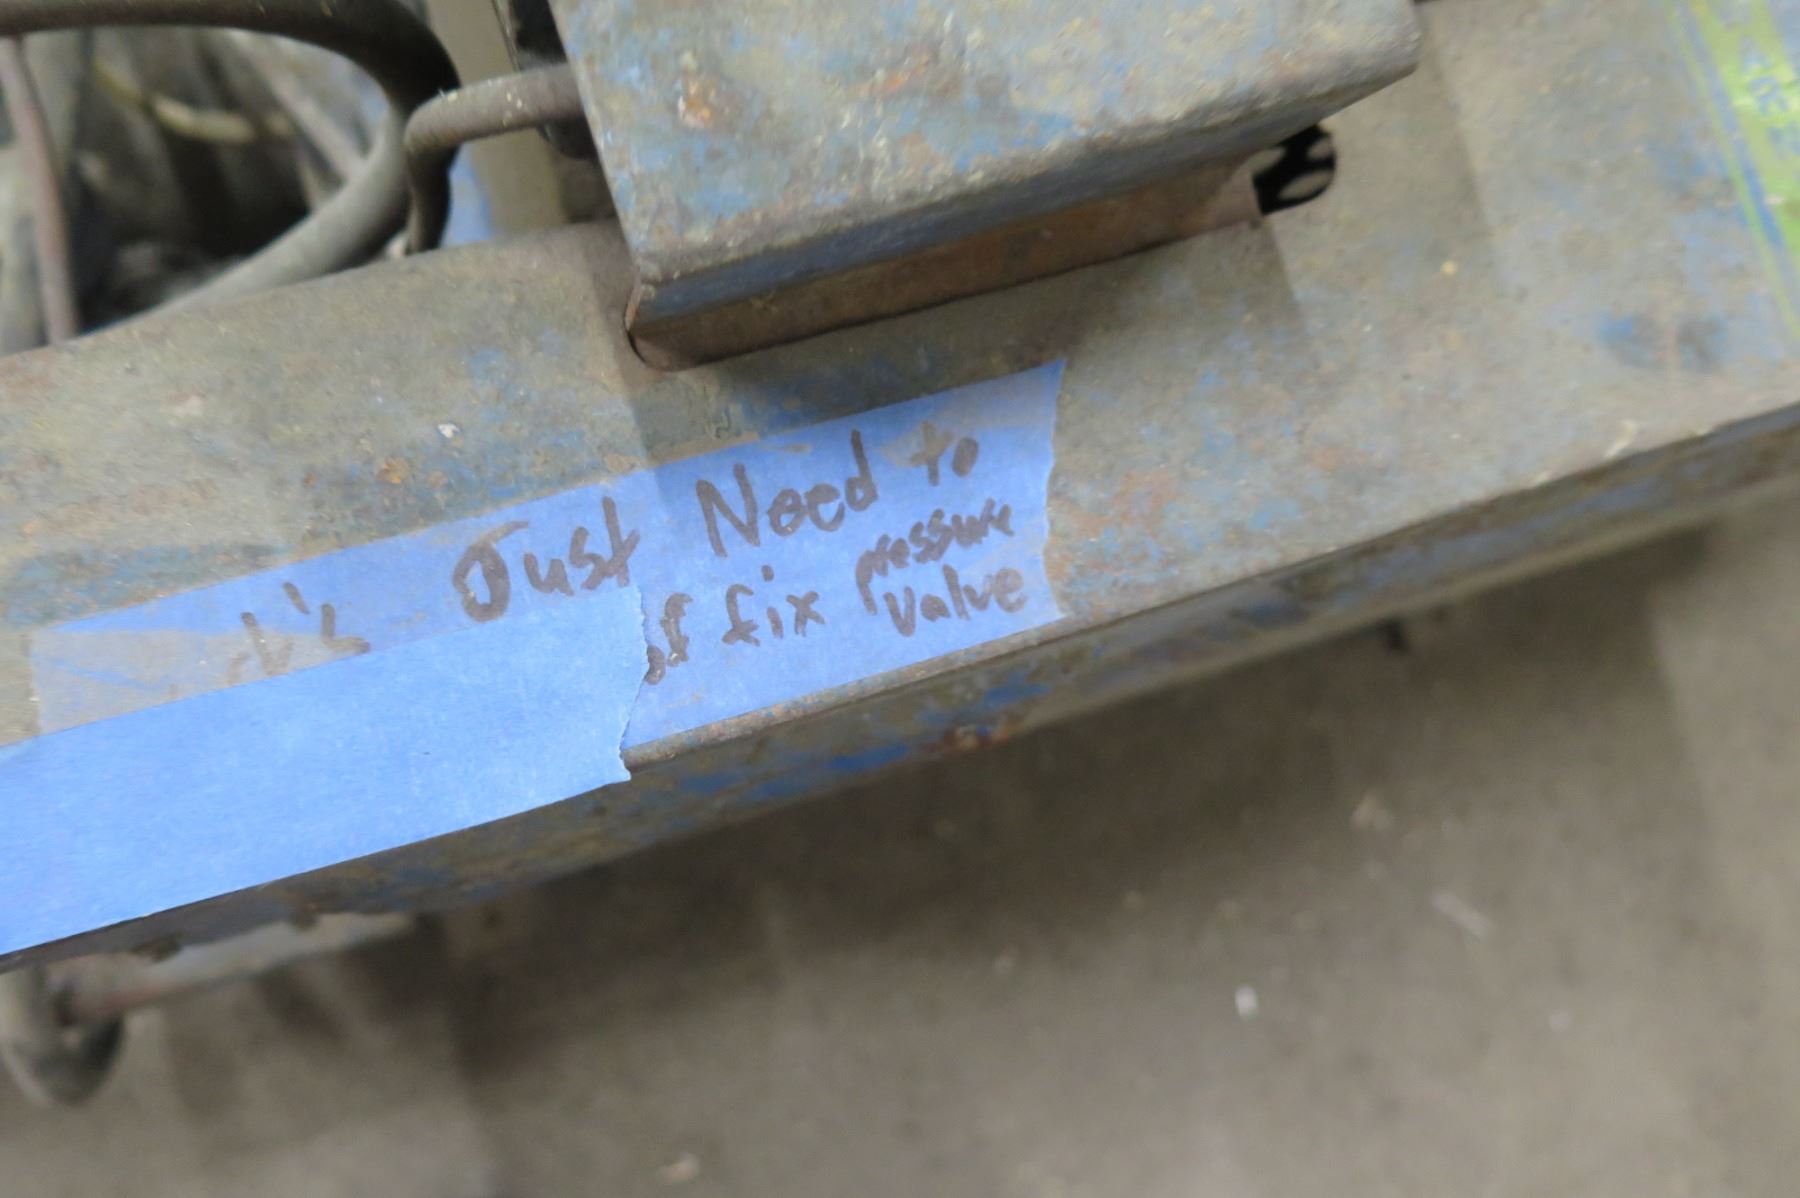 Just Need to
fix pressure
valve